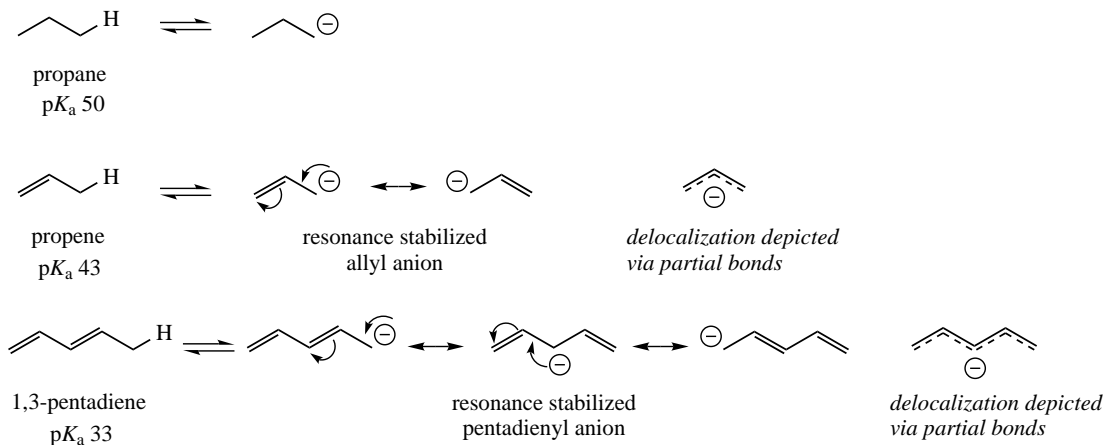 H
propane
pKa 50
H
propene
pKa 43
resonance stabilized
allyl anion
delocalization depicted
via partial bonds
H
1,3-pentadiene
pKa 33
resonance stabilized
pentadienyl anion
delocalization depicted
via partial bonds